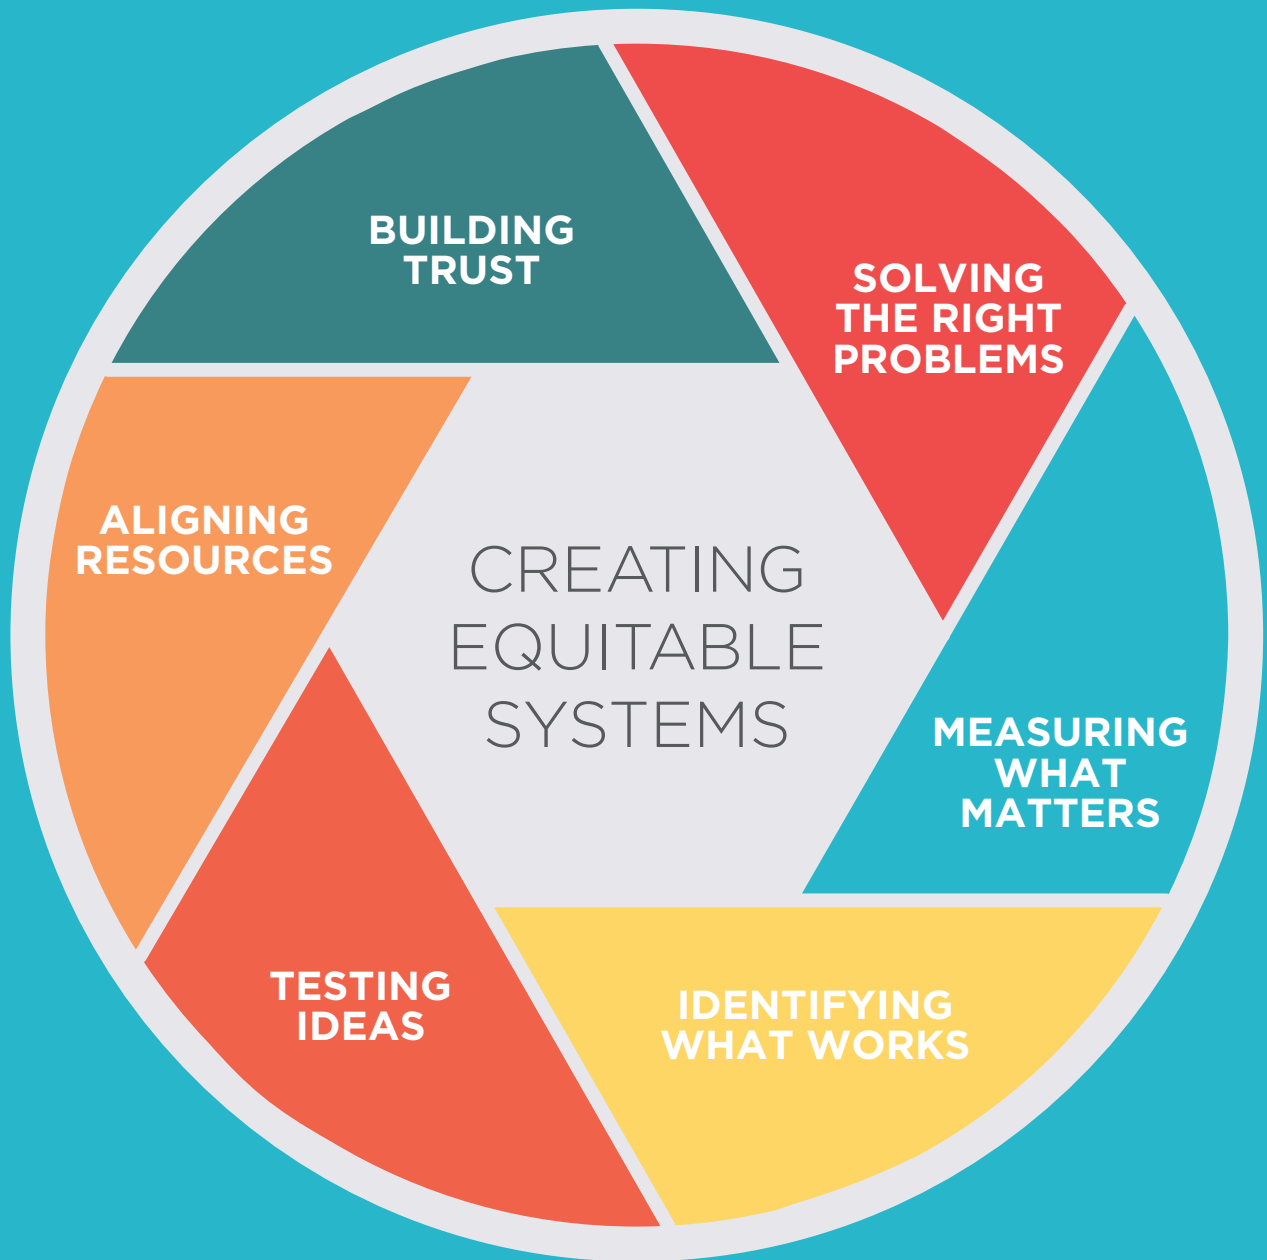 BUILDING
TRUST
SOLVING
THE RIGHT
PROBLEMS
MEASURING
WHAT
MATTERS
IDENTIFYING
WHAT WORKS
TESTING
IDEAS
ALIGNING
RESOURCES
CREATING
EQUITABLE
SYSTEMS